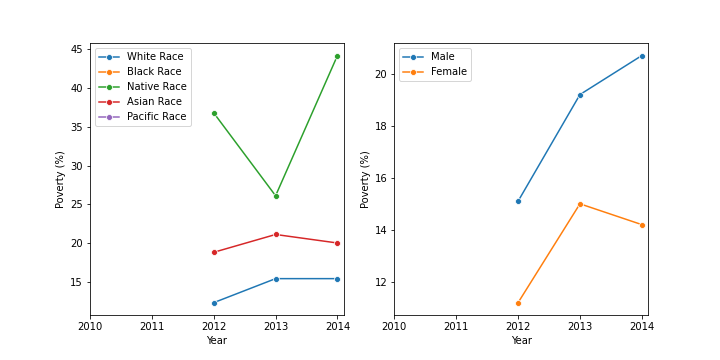 45
40
35
30
25
20
15
Poverty (%)
White Race
Black Race
Native Race
Asian Race
Pacific Race
2010 2011 2012 2013 2014
Year
20
18
16
14
12
Poverty (%)
Male
Female
2010 2011 2012 2013 2014
Year